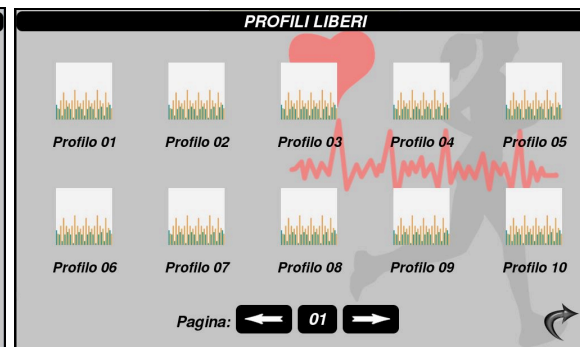 PROFILI LIBERI
Profilo 01 Profilo 02 Profilo 03 Profilo 04 Profilo 05
Profilo 06 Profilo 07 Profilo 08 Profilo 09 Profilo 10
Pagina: 01